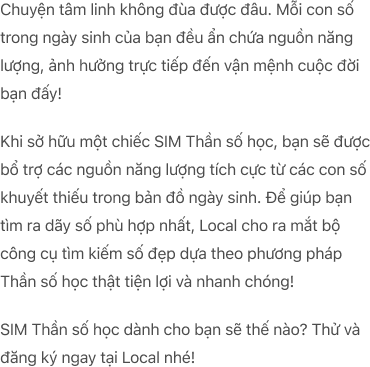 Chuyện tâm linh không đùa được đâu. Mỗi con số
trong ngày sinh của bạn đều ẩn chứa nguồn năng
lượng, ảnh hưởng trực tiếp đến vận mệnh cuộc đời
bạn đấy!
Khi sở hữu một chiếc SIM Thần số học, bạn sẽ được
bổ trợ các nguồn năng lượng tích cực từ các con số
khuyết thiếu trong bản đồ ngày sinh. Để giúp bạn
tìm ra dãy số phù hợp nhất, Local cho ra mắt bộ
công cụ tìm kiếm số đẹp dựa theo phương pháp
Thần số học thật tiện lợi và nhanh chóng!
SIM Thần số học dành cho bạn sẽ thế nào? Thử và
đăng ký ngay tại Local nhé!